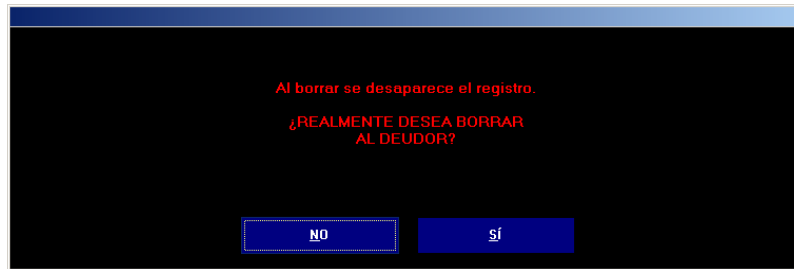 Al borrar se desaparece el registro.
¿REALMENTE DESEA BORRAR
AL DEUDOR?
NO
SÍ